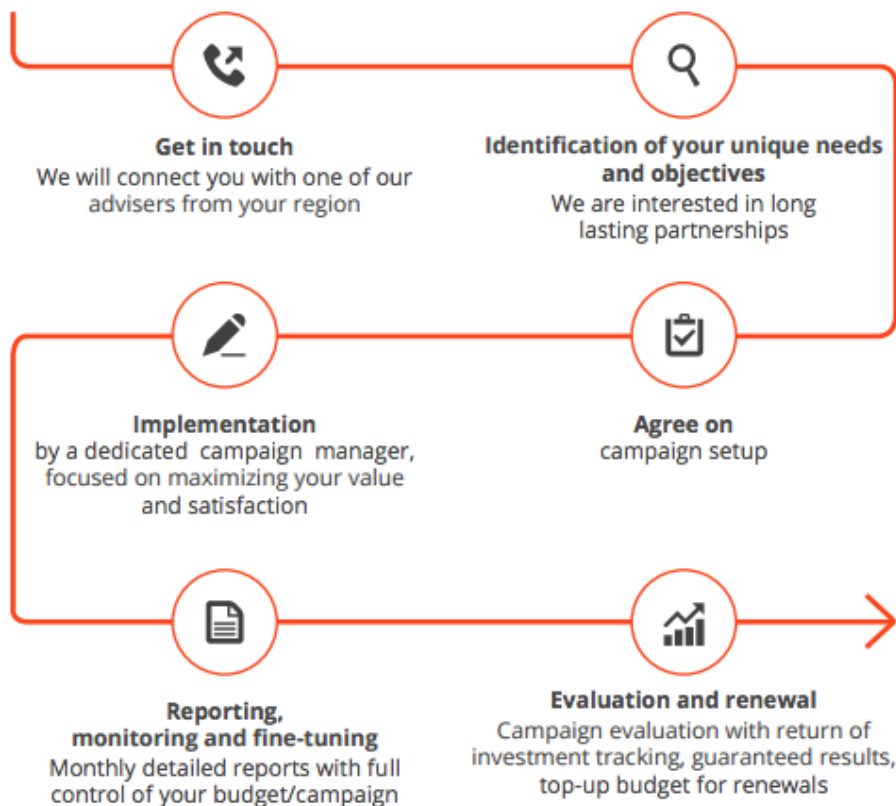 Get in touch
We will connect you with one of our
advisers from your region
Identification of your unique needs
and objectives
We are interested in long
lasting partnerships
Agree on
campaign setup
Implementation
by a dedicated campaign manager,
focused on maximizing your value
and satisfaction
Reporting,
monitoring and fine-tuning
Monthly detailed reports with full
control of your budget/campaign
Evaluation and renewal
Campaign evaluation with return of
investment tracking, guaranteed results,
top-up budget for renewals